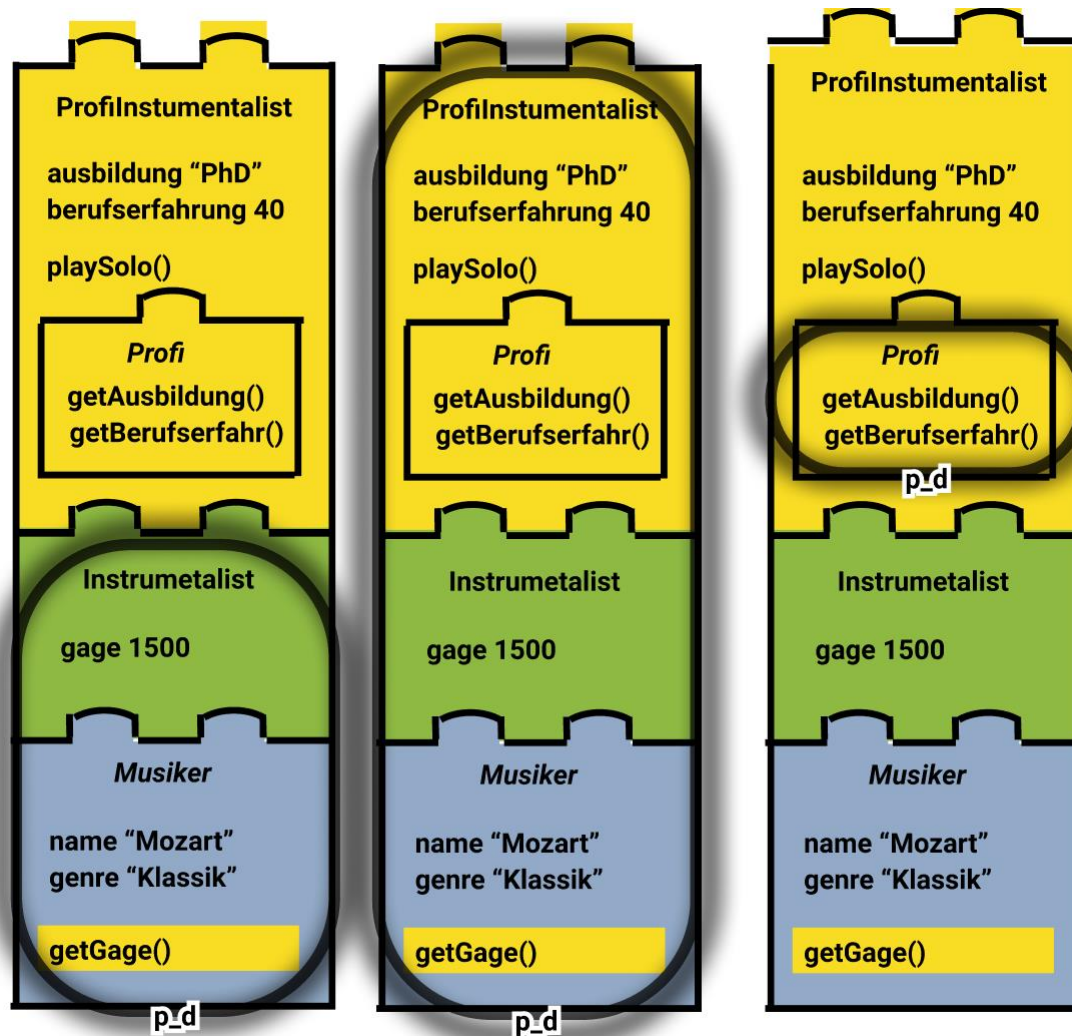 ProfiInstumentalist
ausbildung “PhD”
berufserfahrung 40
playSolo()
Profi
getAusbildung()
getBerufserfahr()
Instrumetalist
gage 1500
Musiker
name “Mozart”
genre “Klassik”
getGage()
p_d
ProfiInstumentalist
ausbildung “PhD”
berufserfahrung 40
playSolo()
Profi
getAusbildung()
getBerufserfahr()
Instrumetalist
gage 1500
Musiker
name “Mozart”
genre “Klassik”
getGage()
p_d
ProfiInstumentalist
ausbildung “PhD”
berufserfahrung 40
playSolo()
Profi
getAusbildung()
getBerufserfahr()
p_d
Instrumetalist
gage 1500
Musiker
name “Mozart”
genre “Klassik”
getGage()